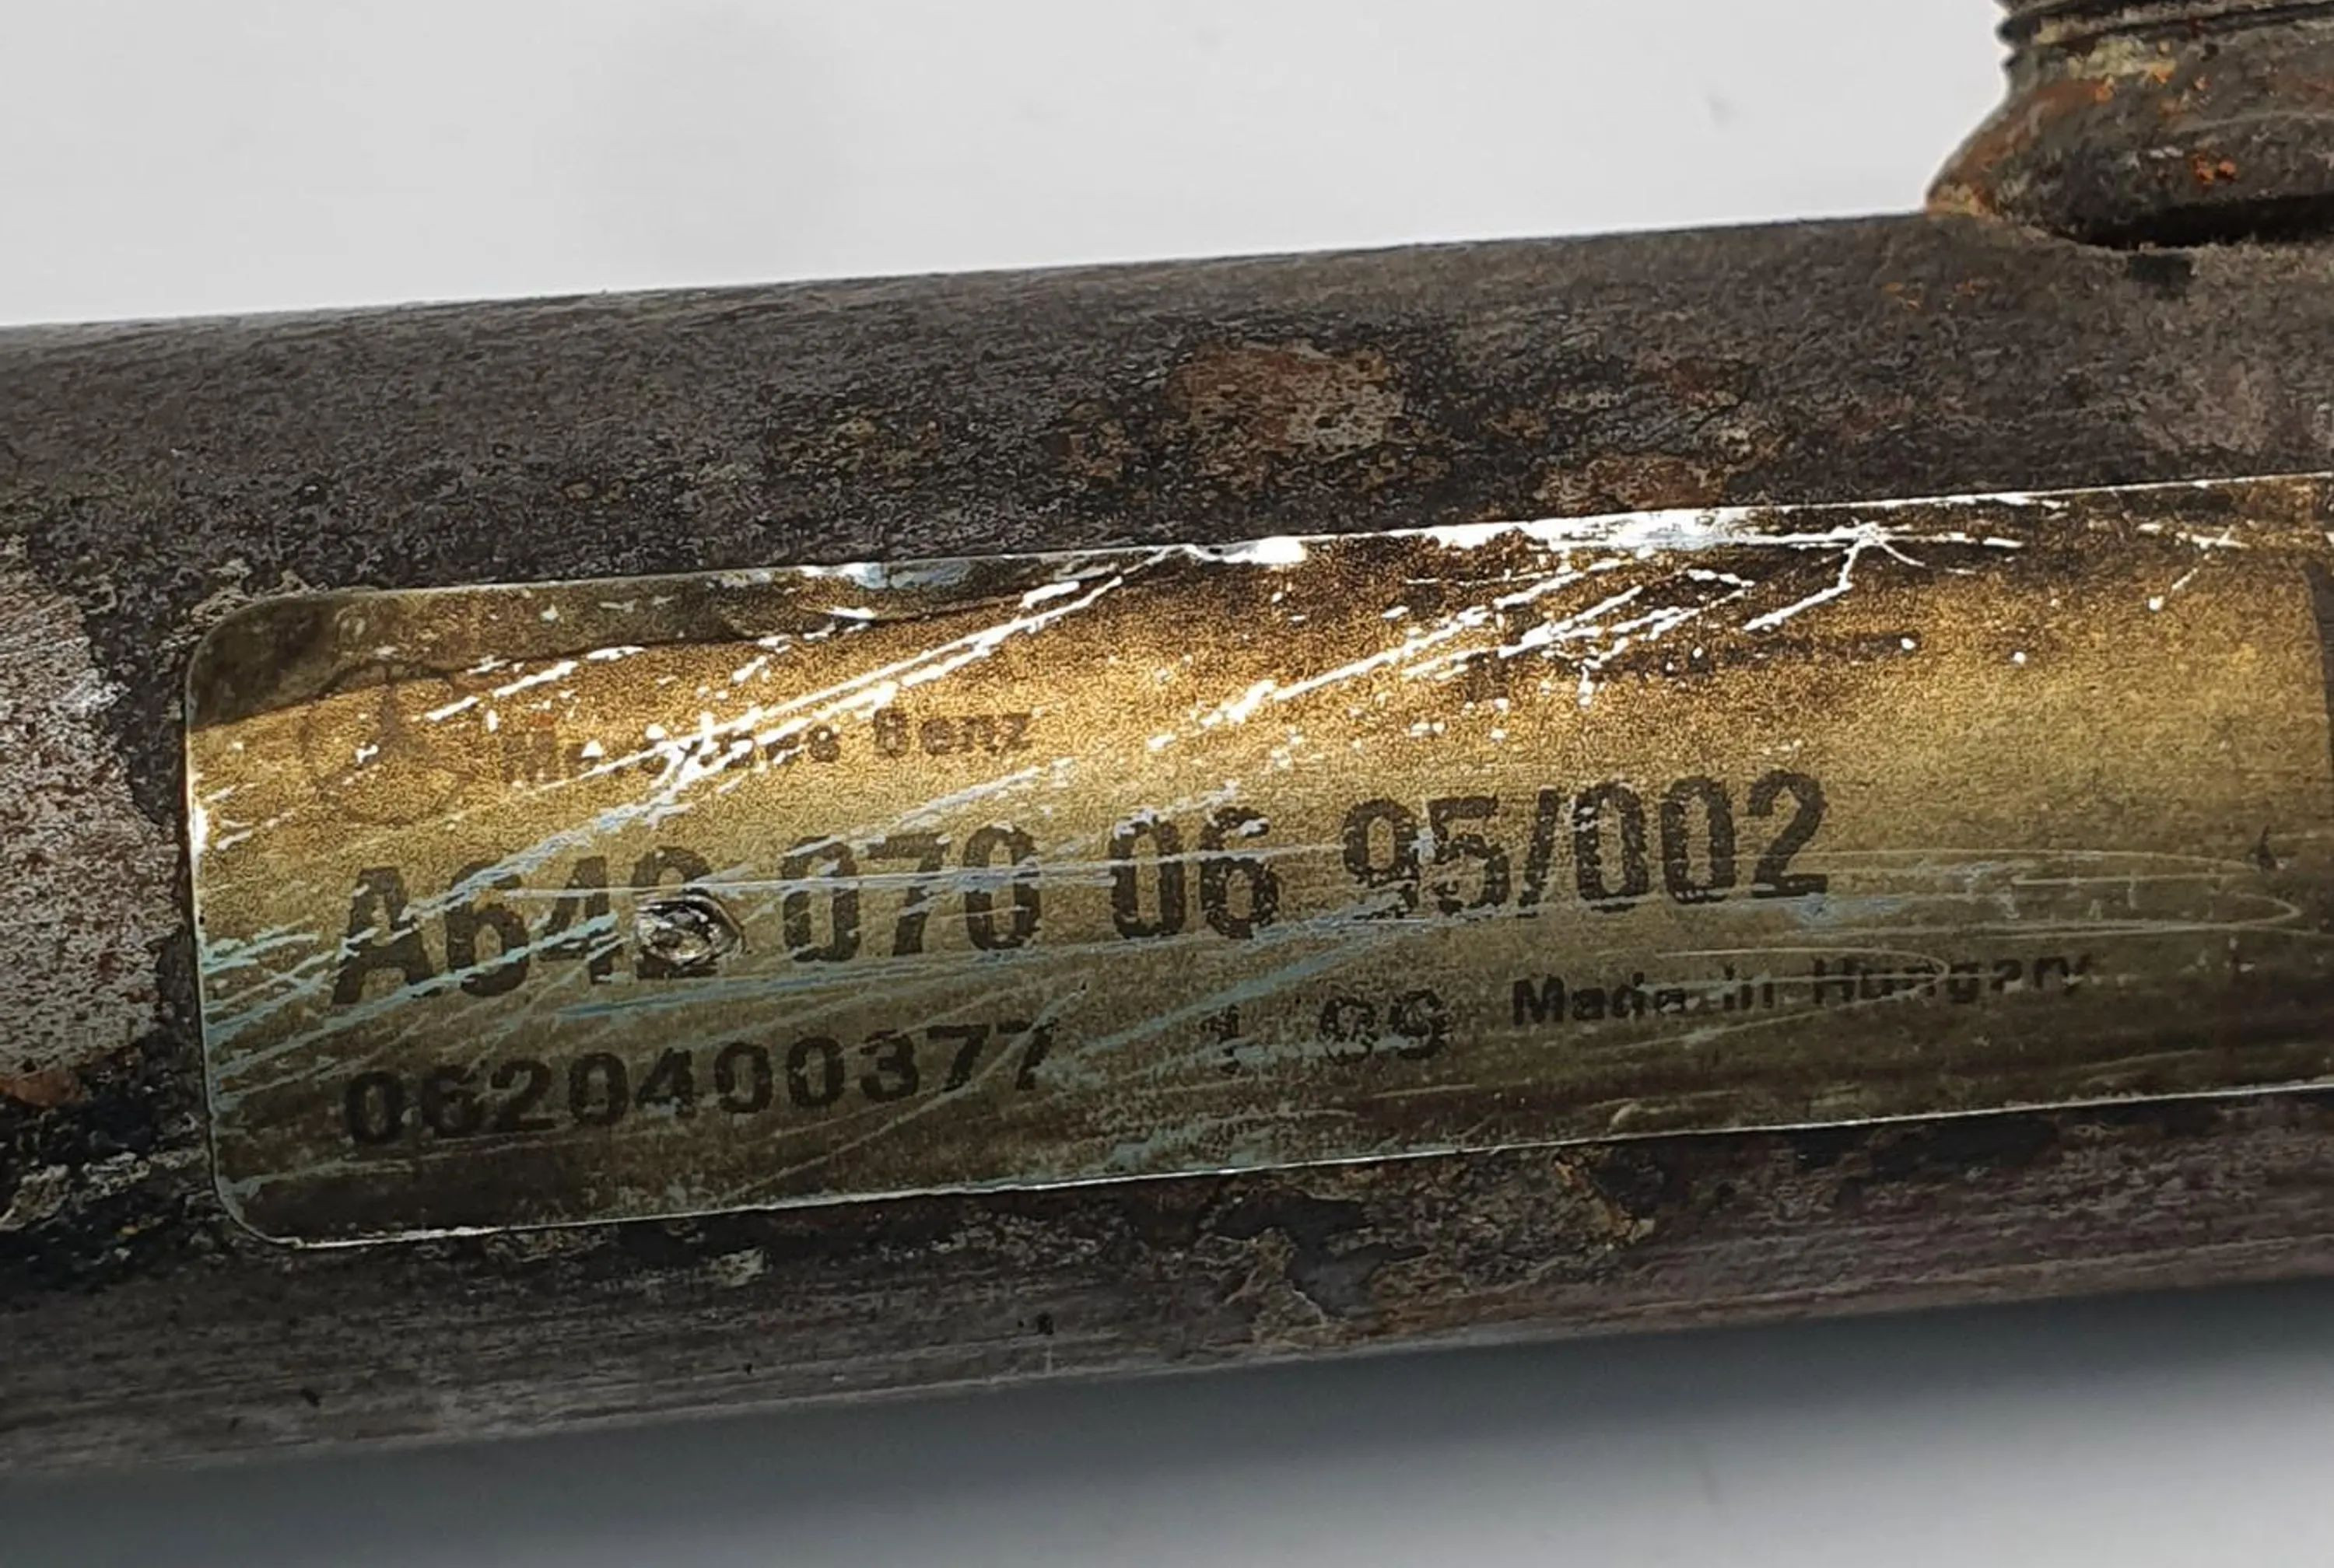 Mercedes Benz
A642 070 06 95/002
0620400377 1 09 Made in Hungary